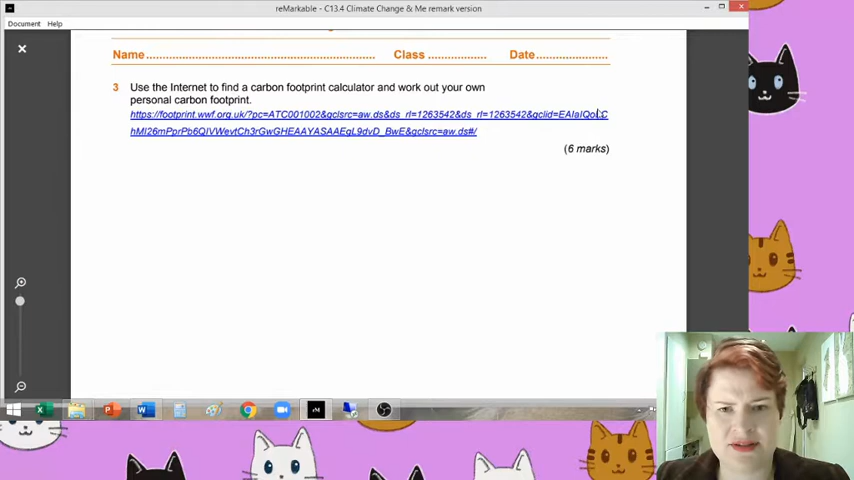 reMarkable - C13.4 Climate Change & Me remark version
Document Help
Name Class Date
3 Use the Internet to find a carbon footprint calculator and work out your own
personal carbon footprint.
https://footprint.wwf.org.uk/?pc=ATC001002&gclsrc=aw.ds&ds_rl=1263542&ds_rl=1263542&gclid=EAIaIQobC
hMI26mPprPb6QIVWevtCh3rGwGHEAAYASAAEgL9dvD_BwE&gclsrc=aw.ds#/
(6 marks)
rM